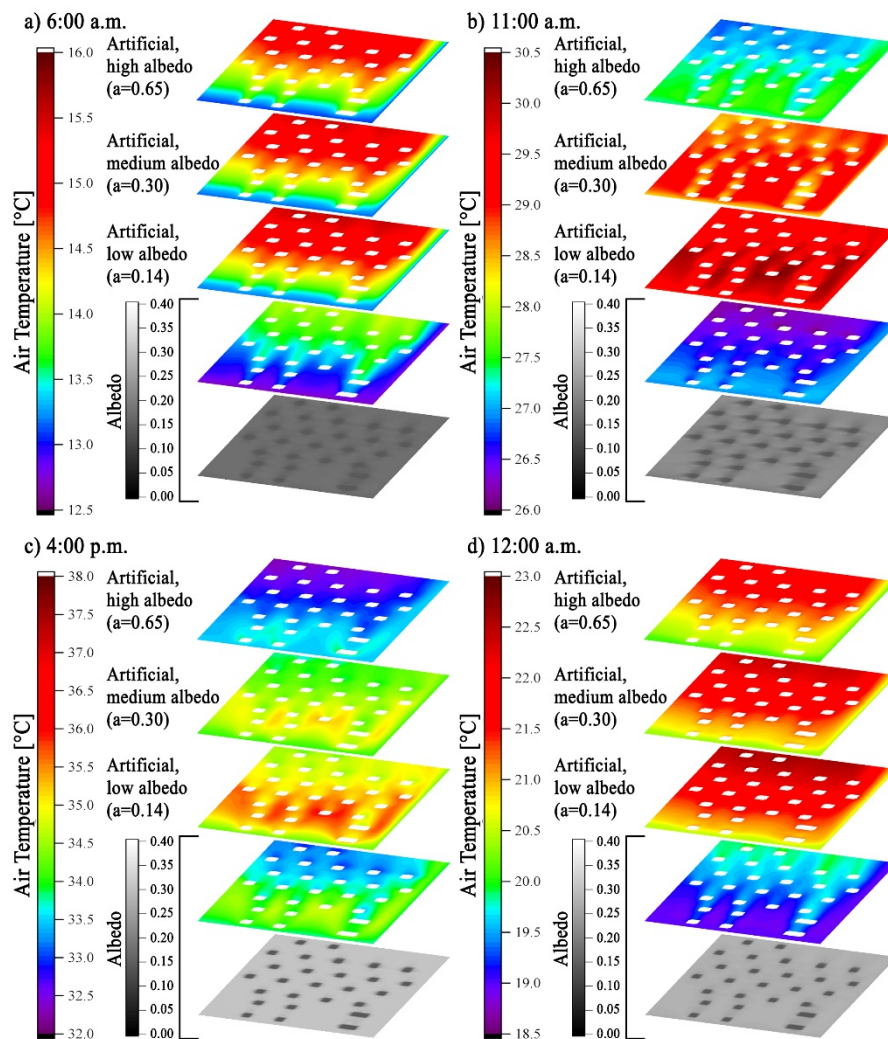 a) 6:00 a.m.
Air Temperature [°C]
16.0
15.5
15.0
14.5
14.0
13.5
13.0
12.5
Artificial,
high albedo
(a=0.65)
Artificial,
medium albedo
(a=0.30)
Artificial,
low albedo
(a=0.14)
Albedo
0.40
0.35
0.30
0.25
0.20
0.15
0.10
0.05
0.00
b) 11:00 a.m.
Air Temperature [°C]
30.5
30.0
29.5
29.0
28.5
28.0
27.5
27.0
26.5
26.0
Artificial,
high albedo
(a=0.65)
Artificial,
medium albedo
(a=0.30)
Artificial,
low albedo
(a=0.14)
Albedo
0.40
0.35
0.30
0.25
0.20
0.15
0.10
0.05
0.00
c) 4:00 p.m.
Air Temperature [°C]
38.0
37.5
37.0
36.5
36.0
35.5
35.0
34.5
34.0
33.5
33.0
32.5
32.0
Artificial,
high albedo
(a=0.65)
Artificial,
medium albedo
(a=0.30)
Artificial,
low albedo
(a=0.14)
Albedo
0.40
0.35
0.30
0.25
0.20
0.15
0.10
0.05
0.00
d) 12:00 a.m.
Air Temperature [°C]
23.0
22.5
22.0
21.5
21.0
20.5
20.0
19.5
19.0
18.5
Artificial,
high albedo
(a=0.65)
Artificial,
medium albedo
(a=0.30)
Artificial,
low albedo
(a=0.14)
Albedo
0.40
0.35
0.30
0.25
0.20
0.15
0.10
0.05
0.00